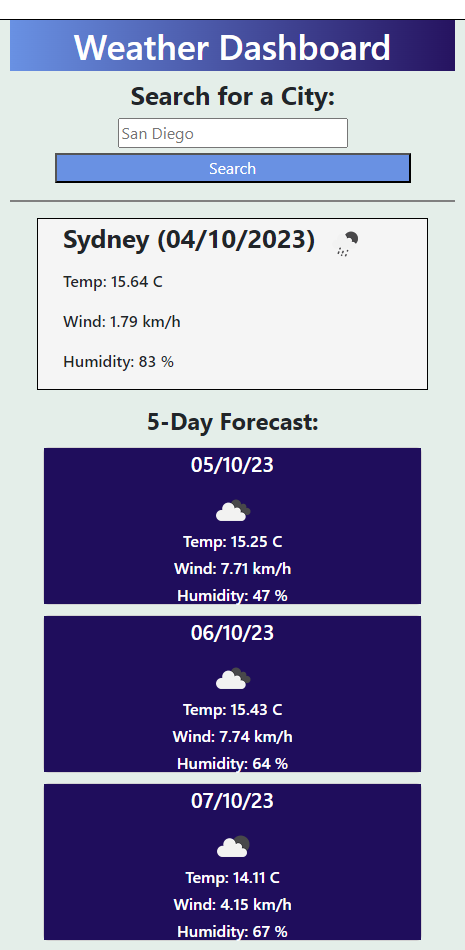 Weather Dashboard
Search for a City:
San Diego
Search
Sydney (04/10/2023)
Temp: 15.64 C
Wind: 1.79 km/h
Humidity: 83 %
5-Day Forecast:
05/10/23
Temp: 15.25 C
Wind: 7.71 km/h
Humidity: 47 %
06/10/23
Temp: 15.43 C
Wind: 7.74 km/h
Humidity: 64 %
07/10/23
Temp: 14.11 C
Wind: 4.15 km/h
Humidity: 67 %